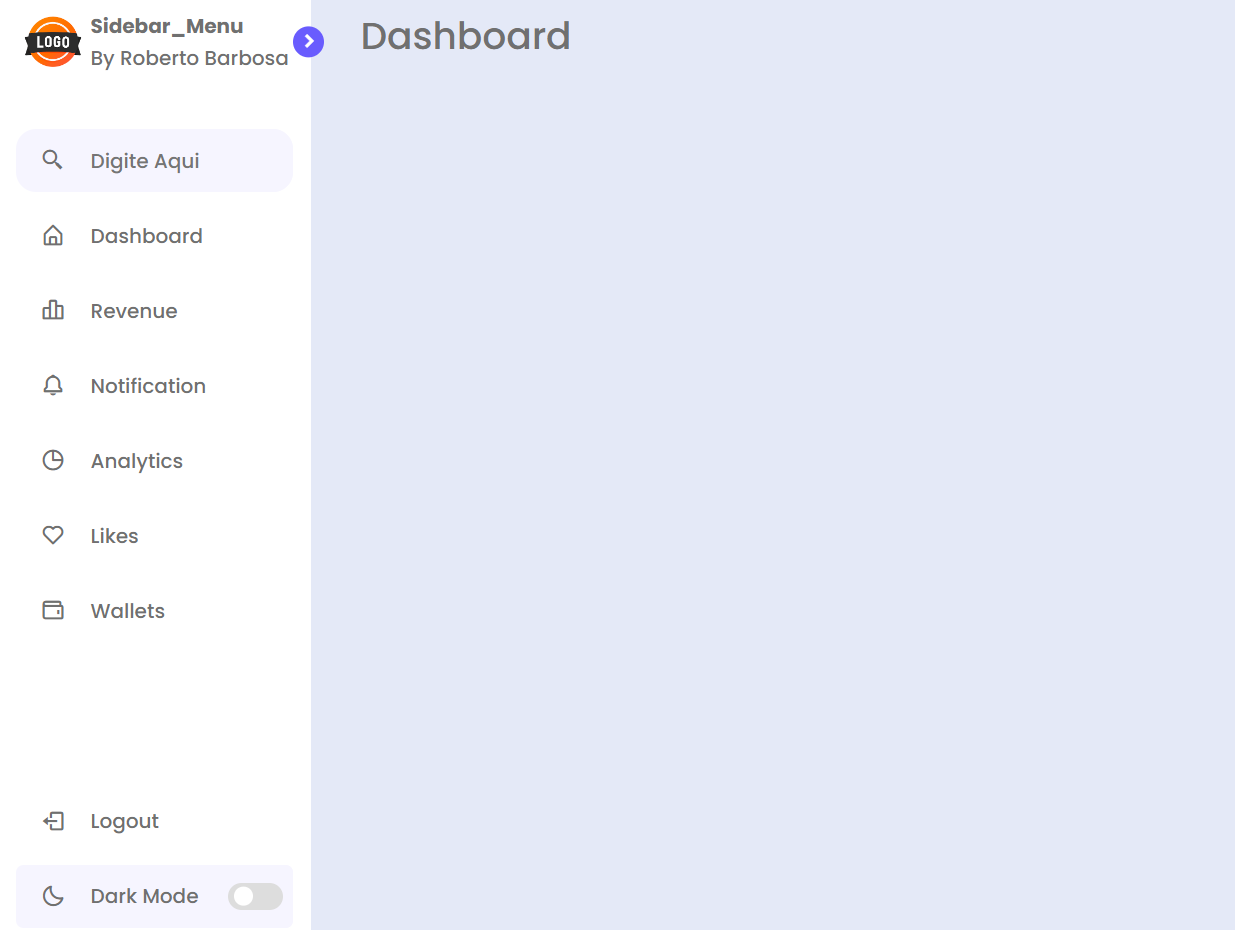 LOGO
Sidebar_Menu
By Roberto Barbosa
Dashboard
Digite Aqui
Dashboard
Revenue
Notification
Analytics
Likes
Wallets
Logout
Dark Mode